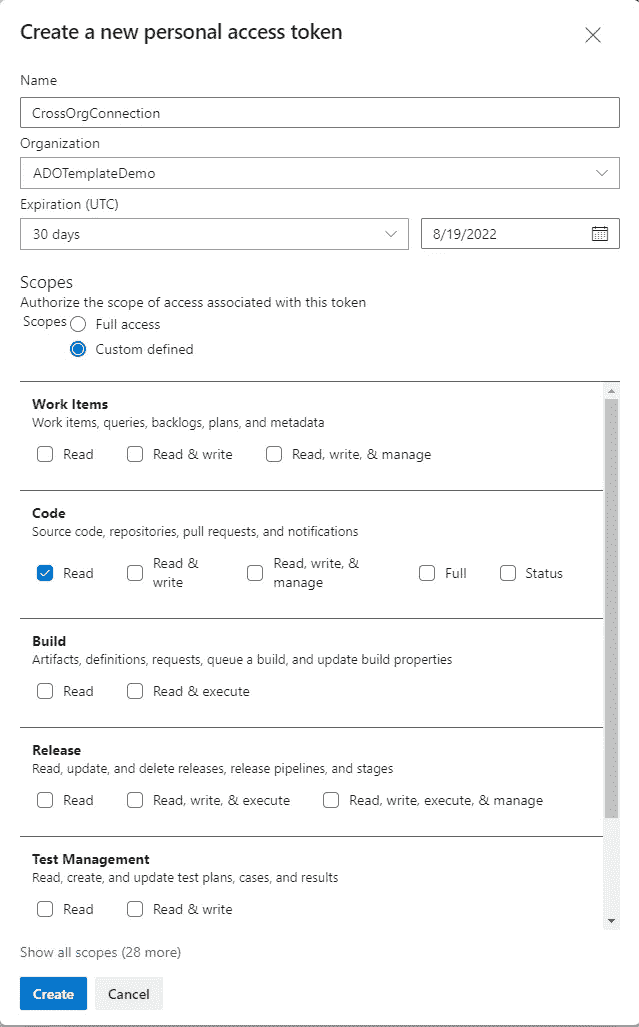 Create a new personal access token
Name
CrossOrgConnection
Organization
ADOTemplateDemo
Expiration (UTC)
30 days
8/19/2022
Scopes
Authorize the scope of access associated with this token
Scopes
Full access
Custom defined
Work Items
Work items, queries, backlogs, plans, and metadata
Read
Read & write
Read, write, & manage
Code
Source code, repositories, pull requests, and notifications
Read
Read &
write
Read, write, &
manage
Full
Status
Build
Artifacts, definitions, requests, queue a build, and update build properties
Read
Read & execute
Release
Read, update, and delete releases, release pipelines, and stages
Read
Read, write, & execute
Read, write, execute, & manage
Test Management
Read, create, and update test plans, cases, and results
Read
Read & write
Show all scopes (28 more)
Create
Cancel